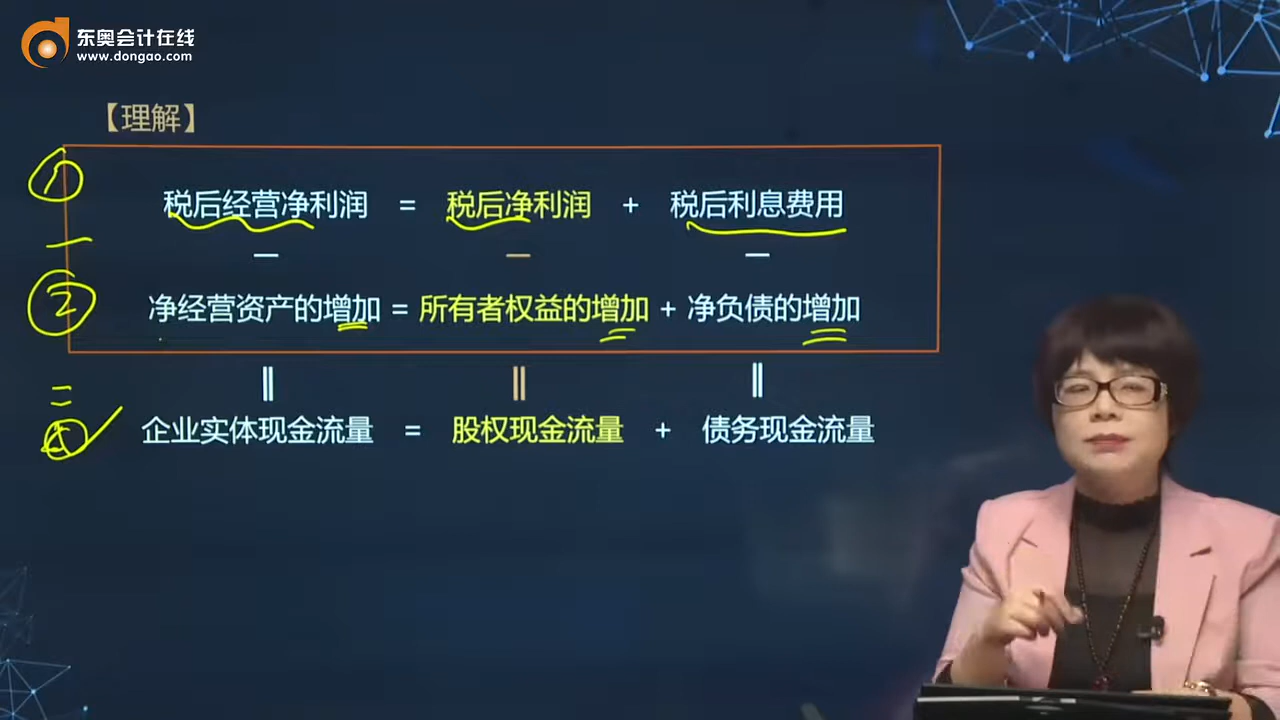 东奥会计在线
www.dongao.com
【理解】
① 税后经营净利润 = 税后净利润 + 税后利息费用
— — — —
② 净经营资产的增加 = 所有者权益的增加 + 净负债的增加
= ‖ ‖ ‖
企业实体现金流量 = 股权现金流量 + 债务现金流量